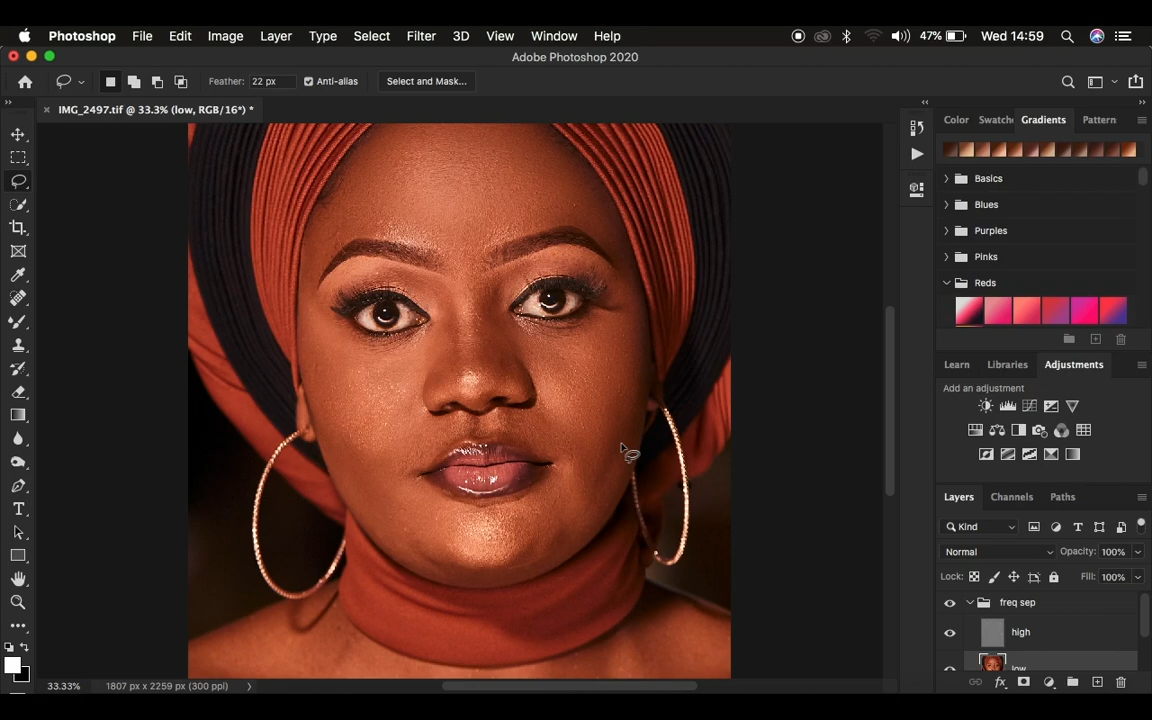 Photoshop File Edit Image Layer Type Select Filter 3D View Window Help 47% Wed 14:59
Adobe Photoshop 2020
Feather: 22 px Anti-alias Select and Mask...
IMG_2497.tif @ 33.3% (low, RGB/16*) *
Color Swatche Gradients Pattern
Basics
Blues
Purples
Pinks
Reds
Learn Libraries Adjustments
Add an adjustment
Layers Channels Paths
Kind
Normal Opacity: 100%
Lock: Fill: 100%
freq sep
high
low
33.33% 1807 px x 2259 px (300 ppi)